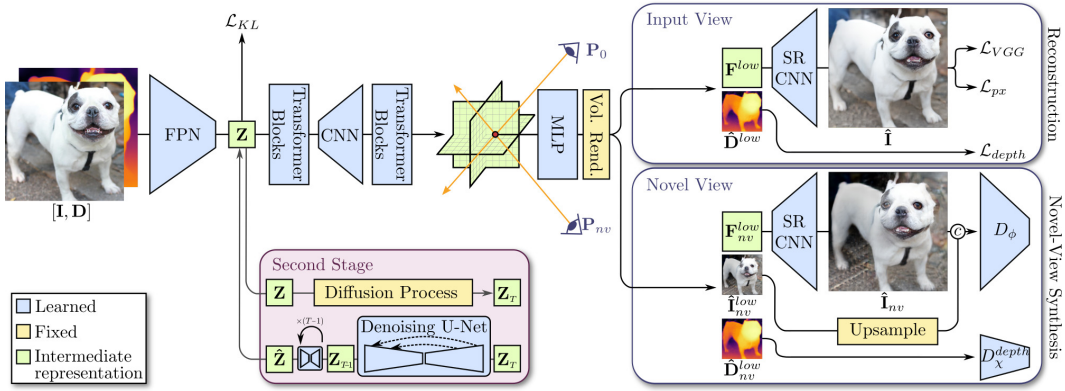 ℒ_KL
[I, D]
FPN
Z
Transformer
Blocks
CNN
Transformer
Blocks
P_0
P_nv
MLP
Vol. Rend.
Input View
F^low
SR
CNN
D̂^low
Î
ℒ_VGG
ℒ_px
ℒ_depth
Reconstruction
Novel View
F^low_nv
SR
CNN
Î^low_nv
D̂^low_nv
Î_nv
c
Upsample
D_ϕ
D^depth_χ
Novel-View Synthesis
Second Stage
Z
Diffusion Process
Z_T
Ẑ
×(T−1)
Z_T-1
Denoising U-Net
Z_T
Learned
Fixed
Intermediate
representation